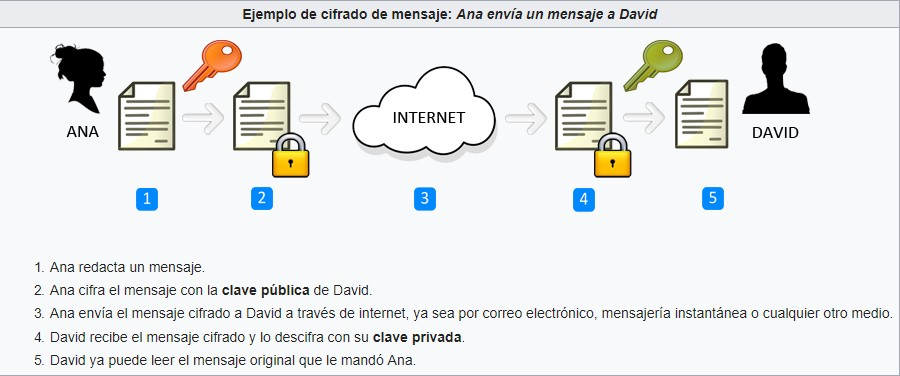 Ejemplo de cifrado de mensaje: Ana envía un mensaje a David
ANA
INTERNET
DAVID
1
2
3
4
5
1. Ana redacta un mensaje.
2. Ana cifra el mensaje con la clave pública de David.
3. Ana envía el mensaje cifrado a David a través de internet, ya sea por correo electrónico, mensajería instantánea o cualquier otro medio.
4. David recibe el mensaje cifrado y lo descifra con su clave privada.
5. David ya puede leer el mensaje original que le mandó Ana.